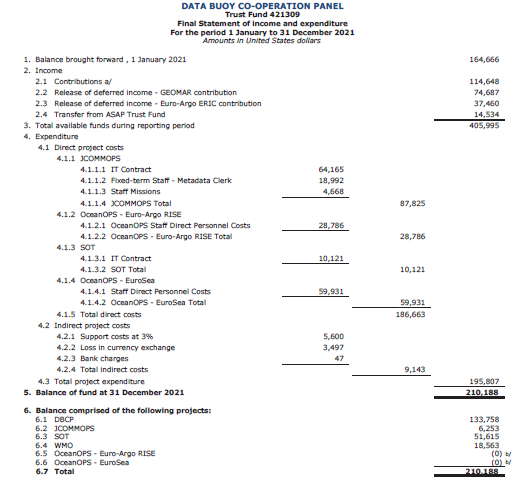 DATA BUOY CO-OPERATION PANEL
Trust Fund 421309
Final Statement of income and expenditure
For the period 1 January to 31 December 2021
Amounts in United States dollars
1. Balance brought forward , 1 January 2021 164,666
2. Income
2.1 Contributions a/ 114,648
2.2 Release of deferred income - GEOMAR contribution 74,687
2.3 Release of deferred income - Euro-Argo ERIC contribution 37,460
2.4 Transfer from ASAP Trust Fund 14,534
3. Total available funds during reporting period 405,995
4. Expenditure
4.1 Direct project costs
4.1.1 JCOMMOPS
4.1.1.1 IT Contract 64,165
4.1.1.2 Fixed-term Staff - Metadata Clerk 18,992
4.1.1.3 Staff Missions 4,668
4.1.1.4 JCOMMOPS Total 87,825
4.1.2 OceanOPS - Euro-Argo RISE
4.1.2.1 OceanOPS Staff Direct Personnel Costs 28,786
4.1.2.2 OceanOPS - Euro-Argo RISE Total 28,786
4.1.3 SOT
4.1.3.1 IT Contract 10,121
4.1.3.2 SOT Total 10,121
4.1.4 OceanOPS - EuroSea
4.1.4.1 Staff Direct Personnel Costs 59,931
4.1.4.2 OceanOPS - EuroSea Total 59,931
4.1.5 Total direct costs 186,663
4.2 Indirect project costs
4.2.1 Support costs at 3% 5,600
4.2.2 Loss in currency exchange 3,497
4.2.3 Bank charges 47
4.2.4 Total indirect costs 9,143
4.3 Total project expenditure 195,807
5. Balance of fund at 31 December 2021 210,188
6. Balance comprised of the following projects:
6.1 DBCP 133,758
6.2 JCOMMOPS 6,253
6.3 SOT 51,615
6.4 WMO 18,563
6.5 OceanOPS - Euro-Argo RISE (0) b/
6.6 OceanOPS - EuroSea (0) b/
6.7 Total 210,188